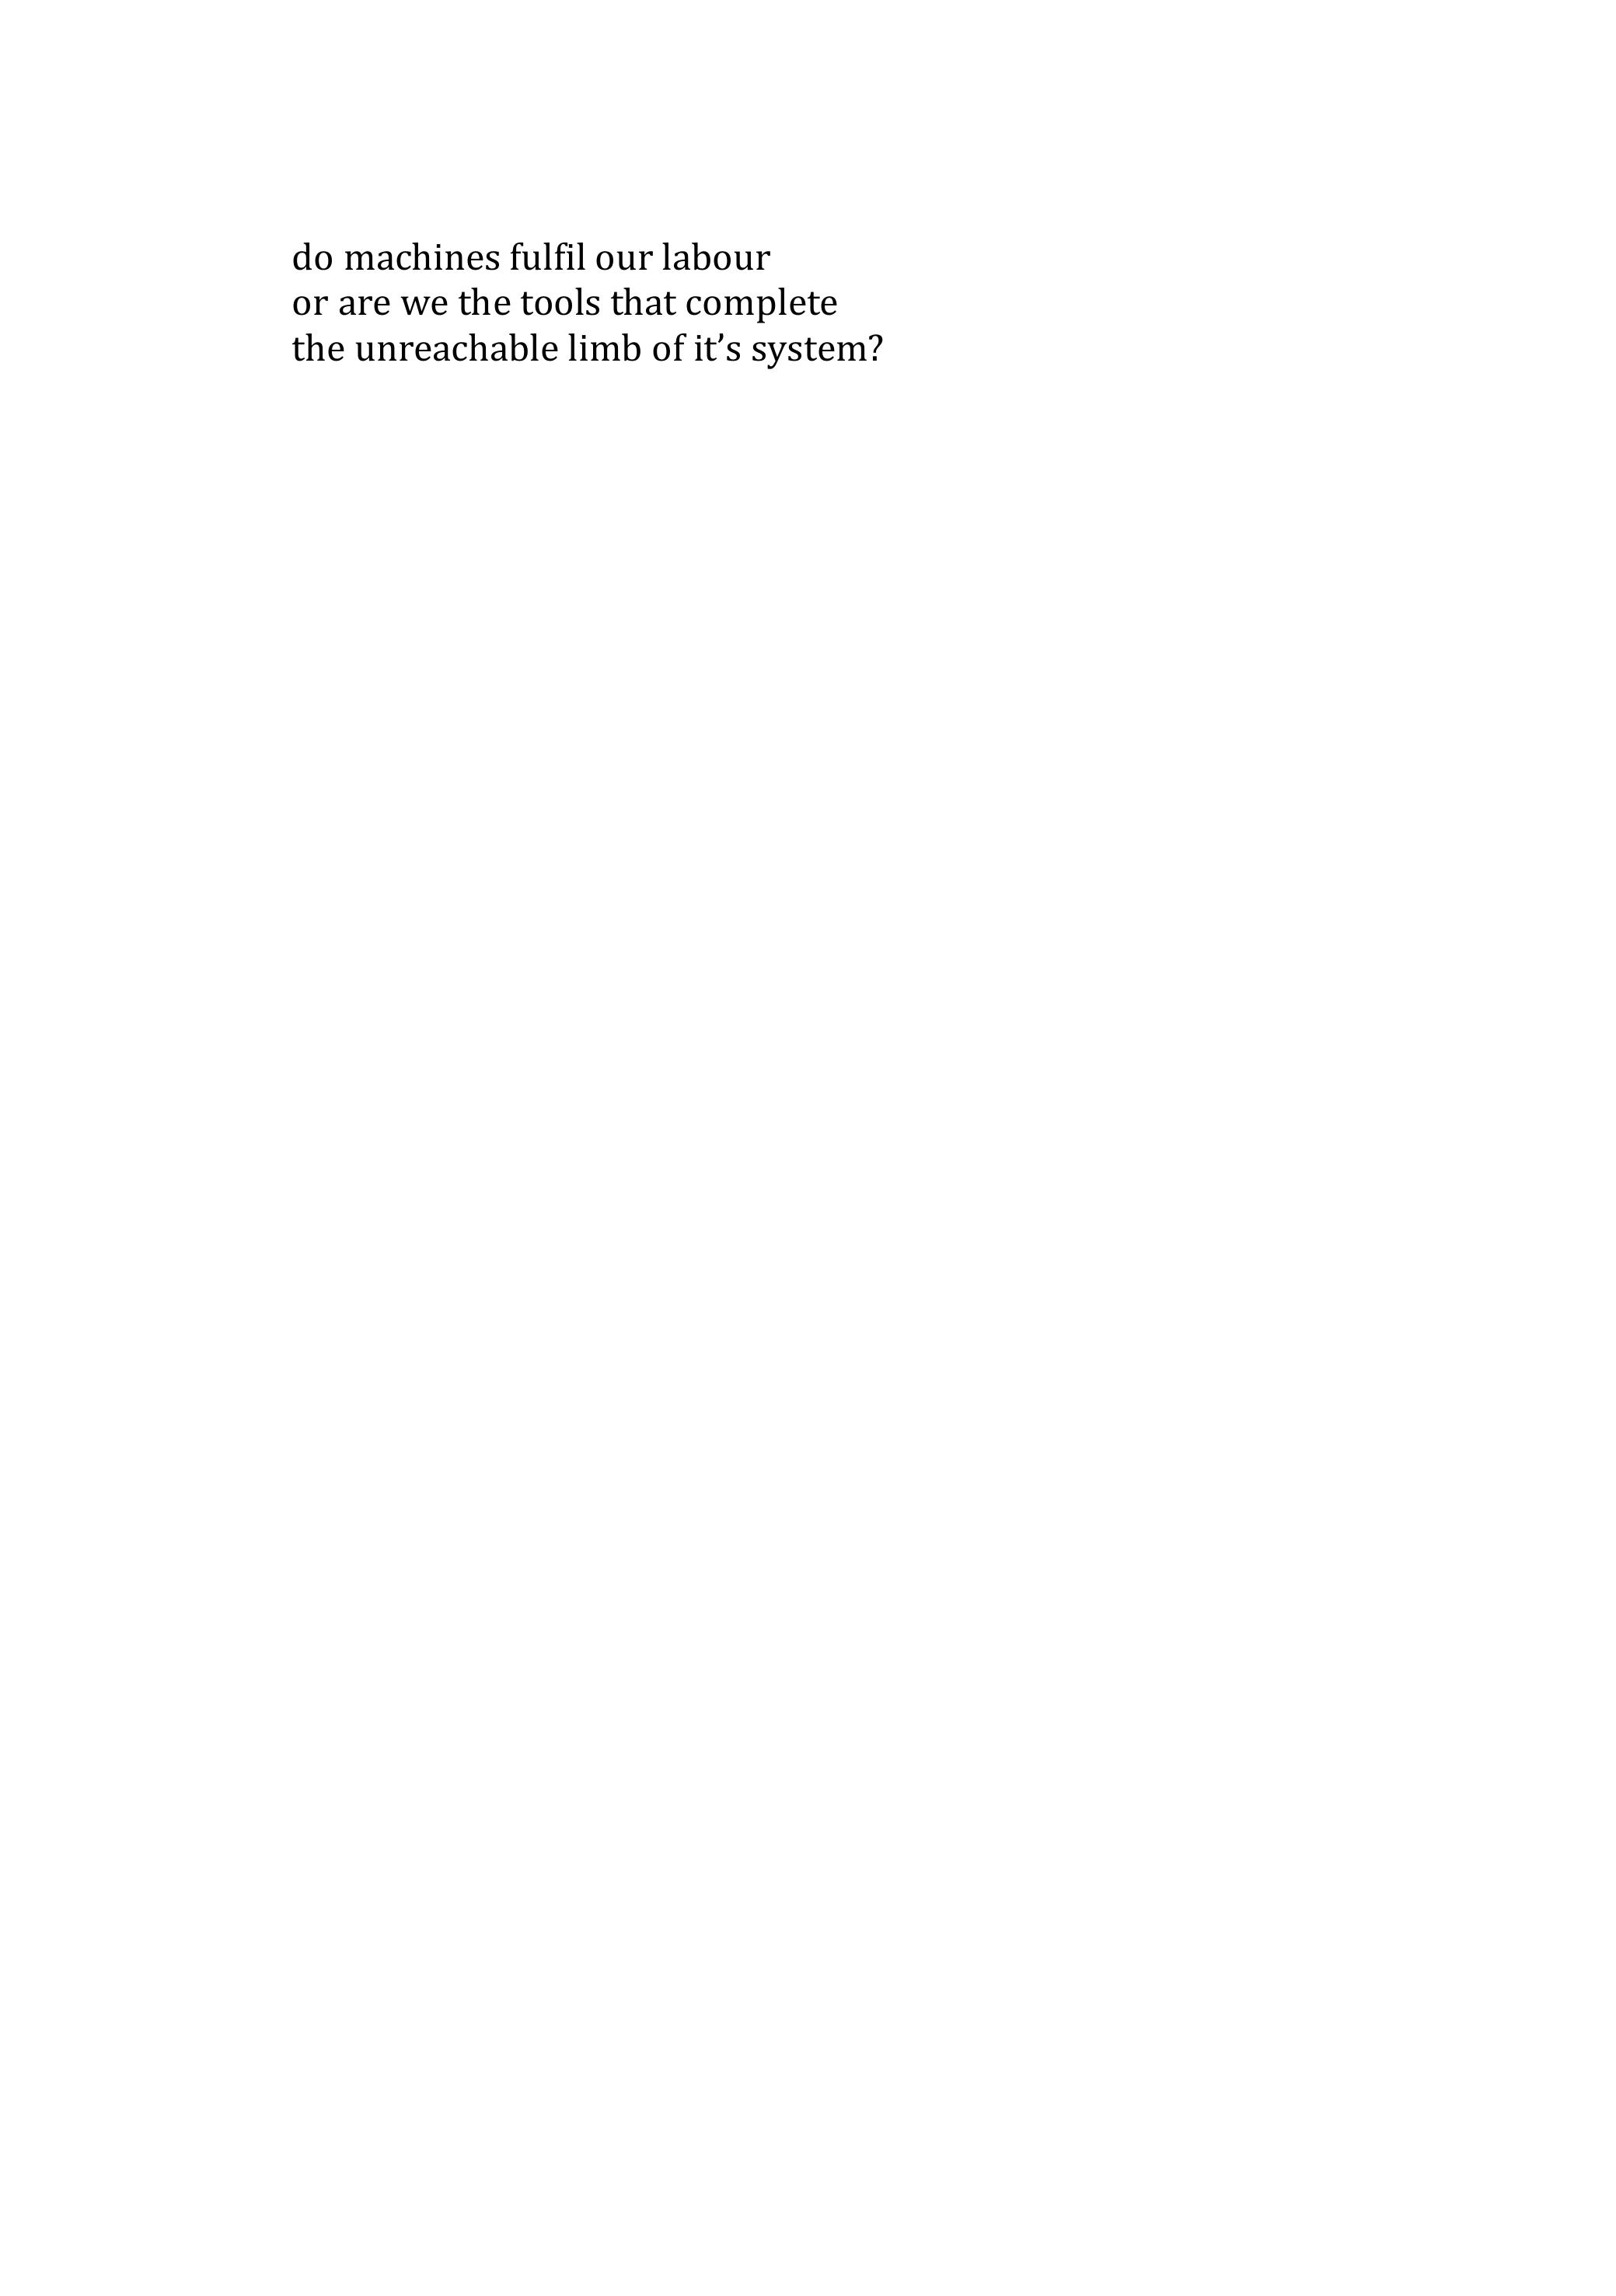 do machines fulfil our labour
or are we the tools that complete
the unreachable limb of it’s system?